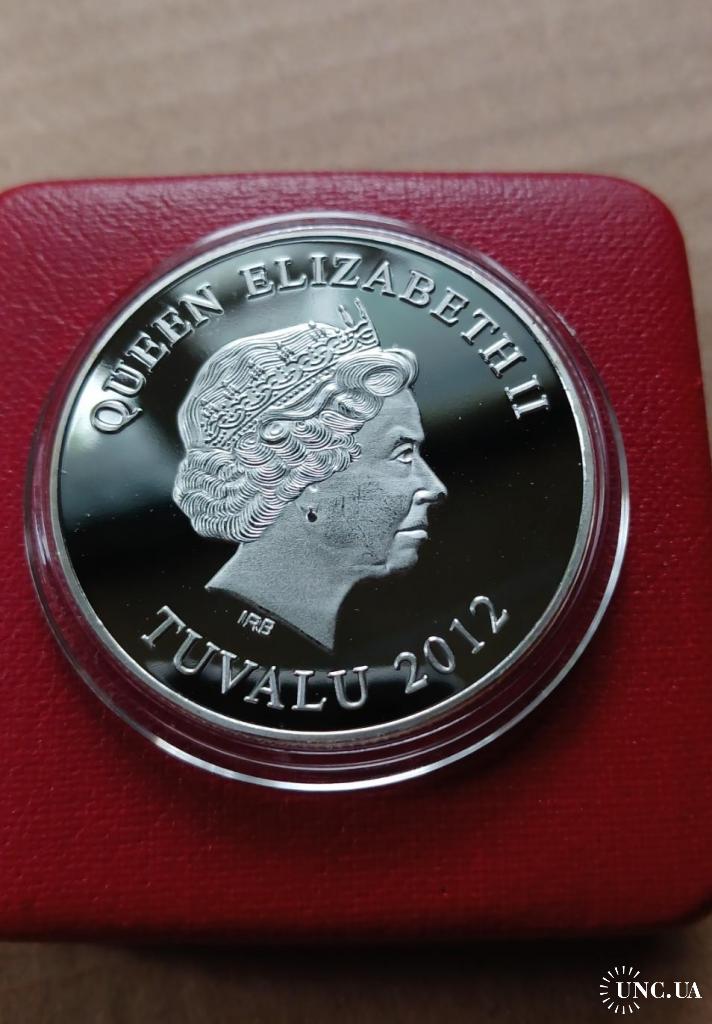 QUEEN ELIZABETH II
IRB
TUVALU 2012
UNC.UA